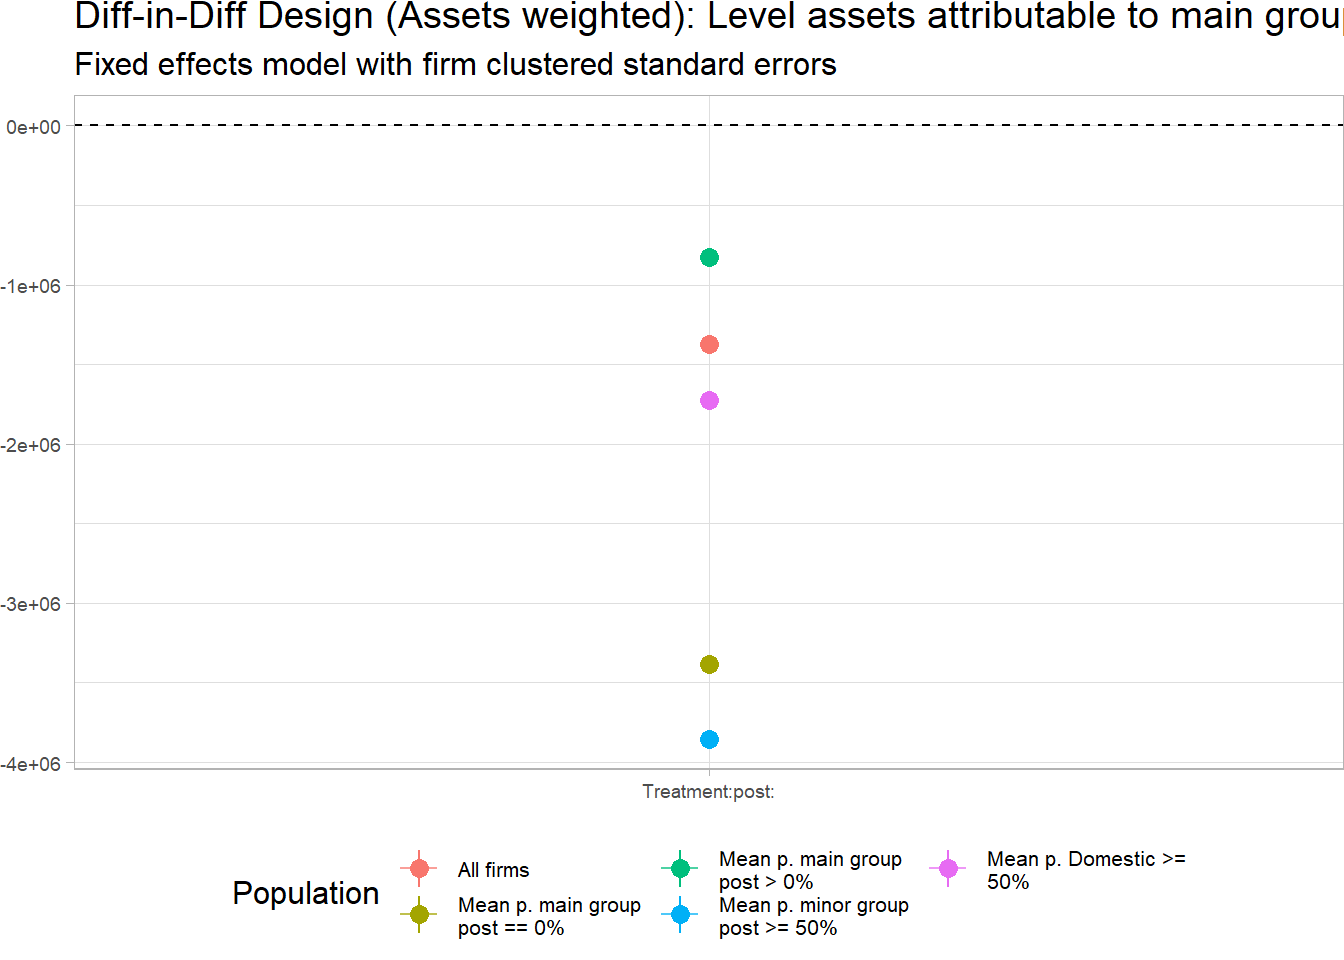 Diff-in-Diff Design (Assets weighted): Level assets attributable to main group
Fixed effects model with firm clustered standard errors
0e+00
-1e+06
-2e+06
-3e+06
-4e+06
Treatment:post:
Population
All firms
Mean p. main group
post == 0%
Mean p. main group
post > 0%
Mean p. minor group
post >= 50%
Mean p. Domestic >=
50%